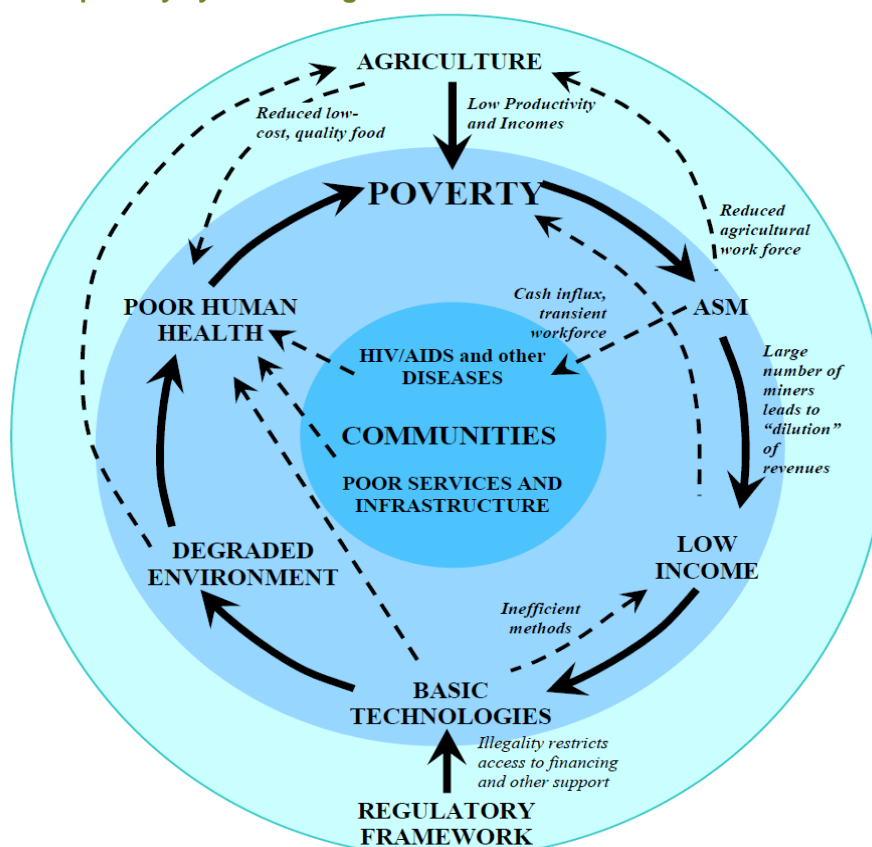 AGRICULTURE
Reduced low-
cost, quality food
Low Productivity
and Incomes
POVERTY
Reduced
agricultural
work force
POOR HUMAN
HEALTH
Cash influx,
transient
workforce
ASM
HIV/AIDS and other
DISEASES
Large
number of
miners
leads to
“dilution”
of
revenues
COMMUNITIES
POOR SERVICES AND
INFRASTRUCTURE
DEGRADED
ENVIRONMENT
LOW
INCOME
Inefficient
methods
BASIC
TECHNOLOGIES
Illegality restricts
access to financing
and other support
REGULATORY
FRAMEWORK